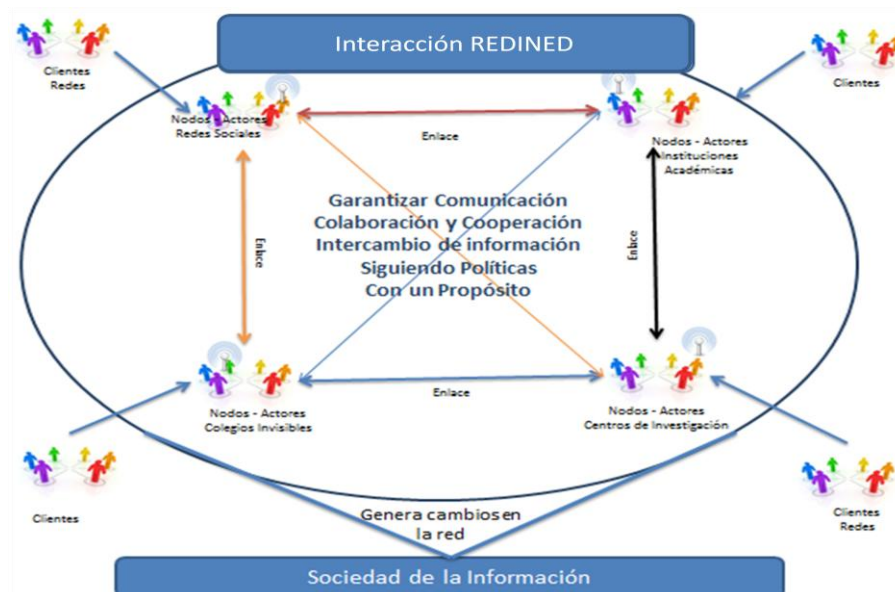 Interacción REDINED
Clientes
Redes
Clientes
Nodos - Actores
Redes Sociales
Enlace
Nodos - Actores
Instituciones
Académicas
Garantizar Comunicación
Colaboración y Cooperación
Intercambio de información
Siguiendo Políticas
Con un Propósito
Enlace
Enlace
Enlace
Nodos - Actores
Colegios Invisibles
Nodos - Actores
Centros de Investigación
Clientes
Clientes
Redes
Genera cambios en
la red
Sociedad de la Información